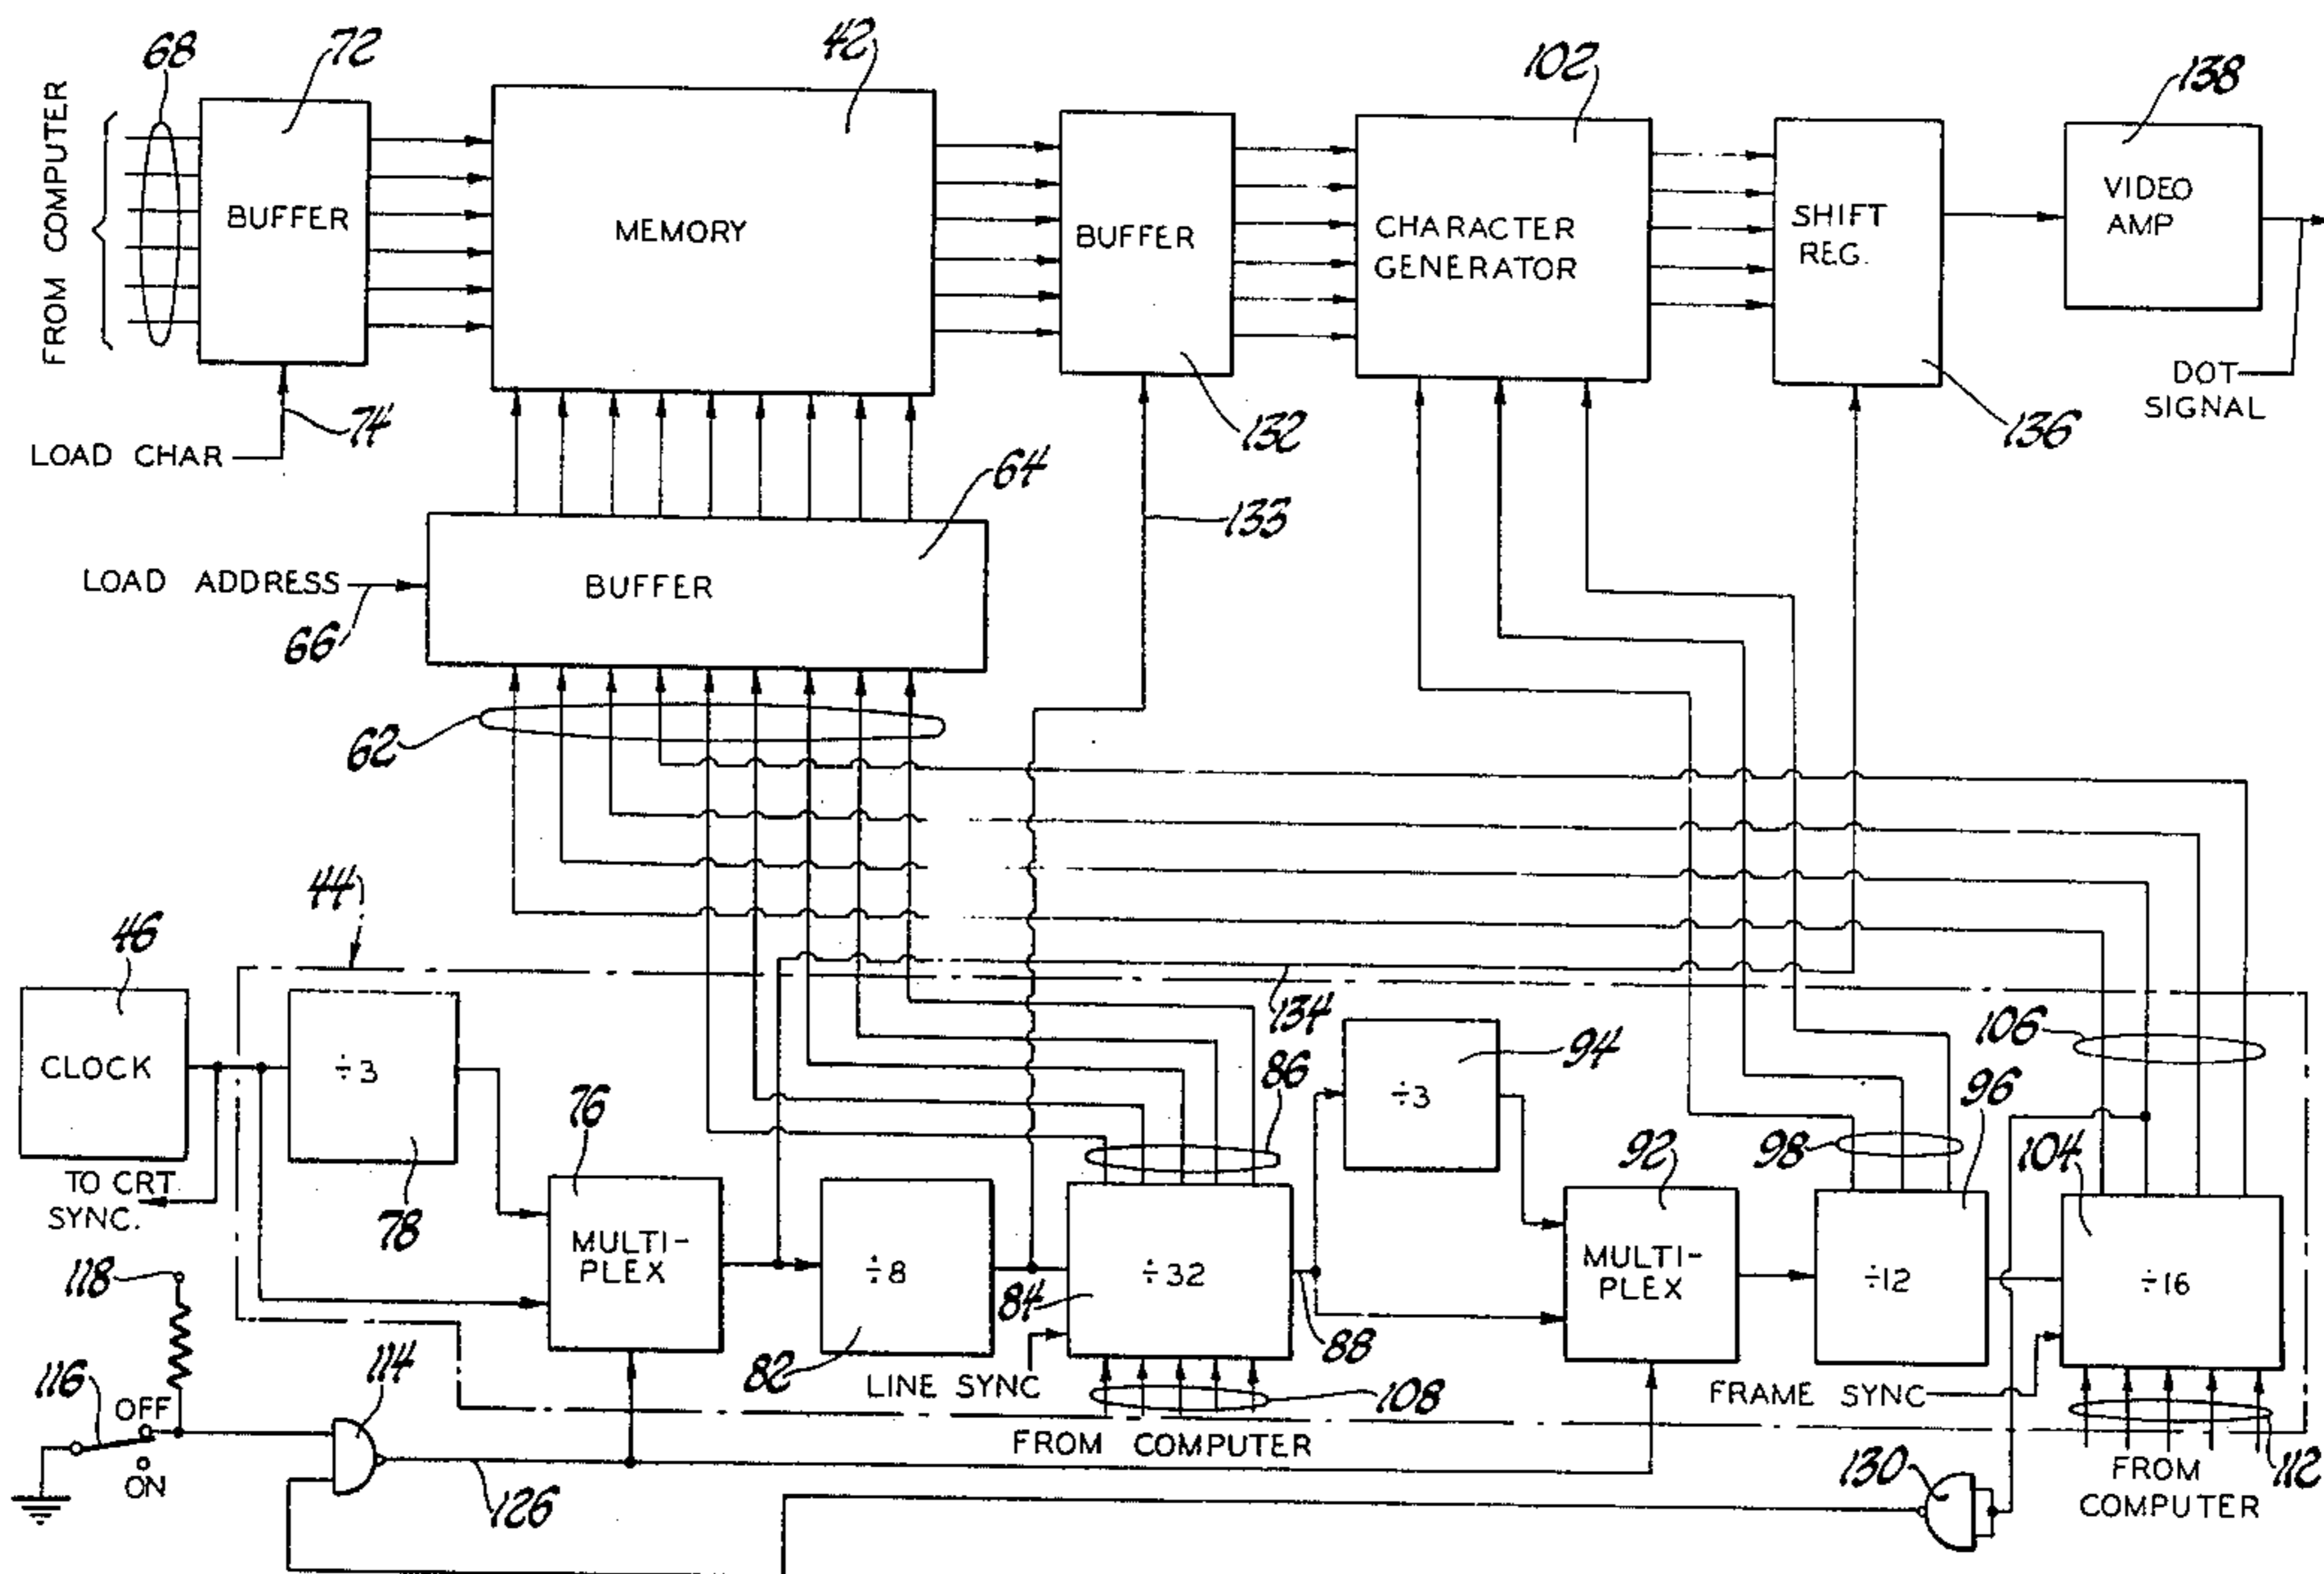 68
72
42
102
138
FROM COMPUTER
BUFFER
MEMORY
BUFFER
CHARACTER
GENERATOR
SHIFT
REG.
VIDEO
AMP
DOT
SIGNAL
LOAD CHAR
74
132
136
64
133
LOAD ADDRESS
66
BUFFER
62
44
46
134
CLOCK
÷3
78
TO CRT
SYNC.
76
MULTI-
PLEX
÷8
82
86
84
÷32
88
LINE SYNC
108
FROM COMPUTER
÷3
94
92
MULTI-
PLEX
98
96
÷12
106
104
÷16
FRAME SYNC
112
FROM
COMPUTER
118
116
OFF
ON
114
126
130